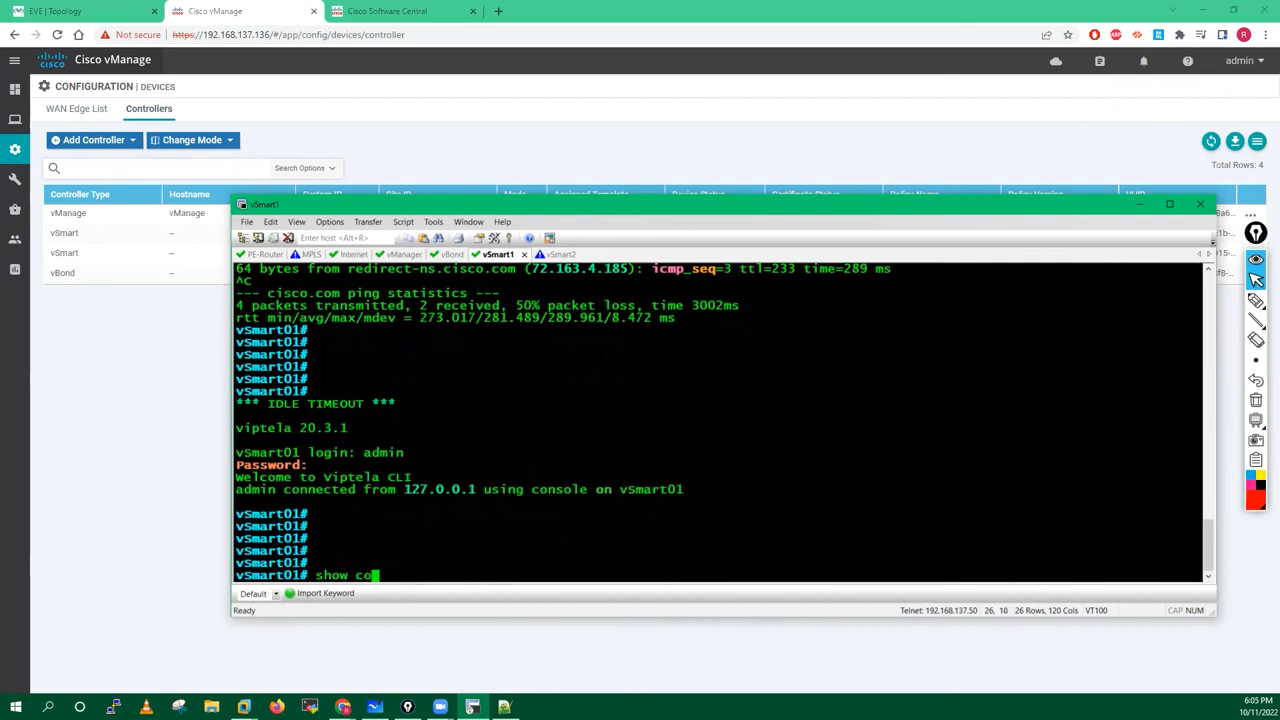 EVE | Topology
Cisco vManage
Cisco Software Central
Not secure
https://192.168.137.136/#/app/config/devices/controller
Cisco vManage
admin
CONFIGURATION | DEVICES
WAN Edge List
Controllers
Add Controller
Change Mode
Search Options
Total Rows: 4
Controller Type
Hostname
vManage
vManage
vSmart
--
vSmart
--
vBond
--
vSmart1
File Edit View Options Transfer Script Tools Window Help
Enter host <Alt+R>
PE-Router MPLS Internet vManager vBond vSmart1 vSmart2
64 bytes from redirect-ns.cisco.com (72.163.4.185): icmp_seq=3 ttl=233 time=289 ms
^C
--- cisco.com ping statistics ---
4 packets transmitted, 2 received, 50% packet loss, time 3002ms
rtt min/avg/max/mdev = 273.017/281.489/289.961/8.472 ms
vSmart01#
vSmart01#
vSmart01#
vSmart01#
vSmart01#
vSmart01#
*** IDLE TIMEOUT ***
viptela 20.3.1
vSmart01 login: admin
Password:
Welcome to Viptela CLI
admin connected from 127.0.0.1 using console on vSmart01
vSmart01#
vSmart01#
vSmart01#
vSmart01#
vSmart01#
vSmart01# show co
Default
Import Keyword
Ready
Telnet: 192.168.137.50 26, 18 26 Rows, 120 Cols VT100 CAP NUM
6:05 PM
10/11/2022